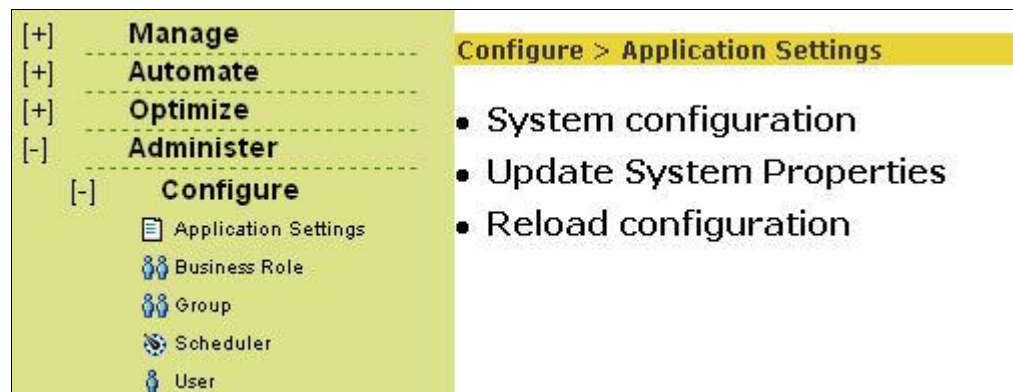 [+] Manage
[+] Automate
[+] Optimize
[-] Administer
[-] Configure
Application Settings
Business Role
Group
Scheduler
User
Configure > Application Settings
• System configuration
• Update System Properties
• Reload configuration